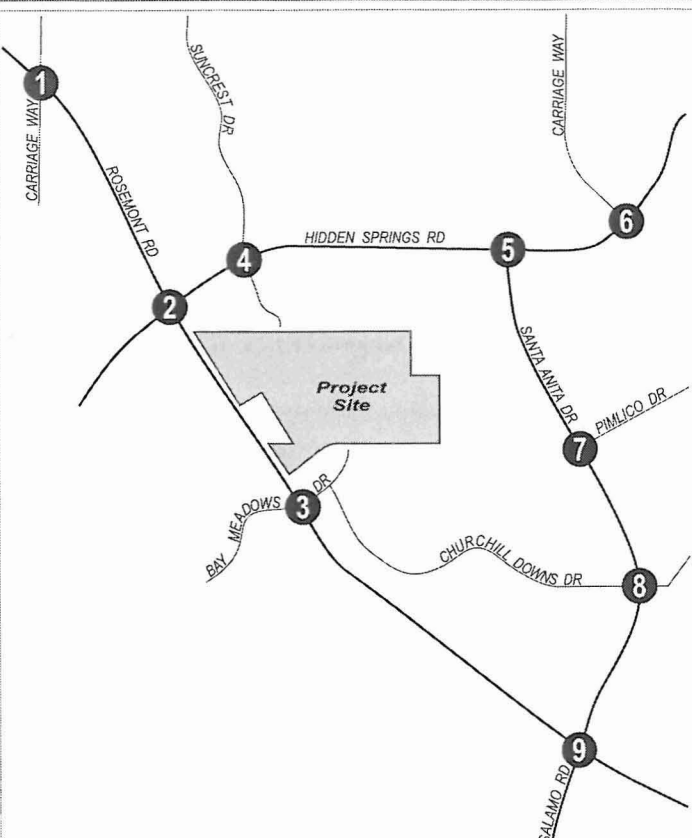 1
CARRIAGE WAY
SUNCREST DR
CARRIAGE WAY
ROSEMONT RD
6
4
HIDDEN SPRINGS RD
5
2
Project
Site
SANTA ANITA DR
PIMLICO DR
7
3
BAY MEADOWS DR
CHURCHILL DOWNS DR
8
9
SALAMO RD